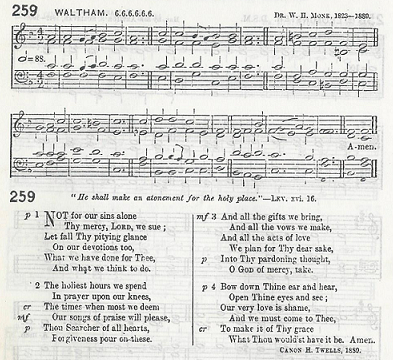 259 WALTHAM. 6.6.6.6.6.6. DR. W. H. MONK, 1823–1889.
=88.
A-men.
259 "He shall make an atonement for the holy place."—LEV. xvi. 16.
p 1 NOT for our sins alone
Thy mercy, LORD, we sue;
Let fall Thy pitying glance
On our devotions too,
What we have done for Thee,
And what we think to do.
2 The holiest hours we spend
In prayer upon our knees,
cr The times when most we deem
mf Our songs of praise will please,
p Thou Searcher of all hearts,
Forgiveness pour on these.
mf 3 And all the gifts we bring,
And all the vows we make,
And all the acts of love
We plan for Thy dear sake,
p Into Thy pardoning thought,
O God of mercy, take.
p 4 Bow down Thine ear and hear,
Open Thine eyes and see;
Our very love is shame,
And we must come to Thee,
cr To make it of Thy grace
What Thou would'st have it be. Amen.
CANON H. TWELLS, 1889.